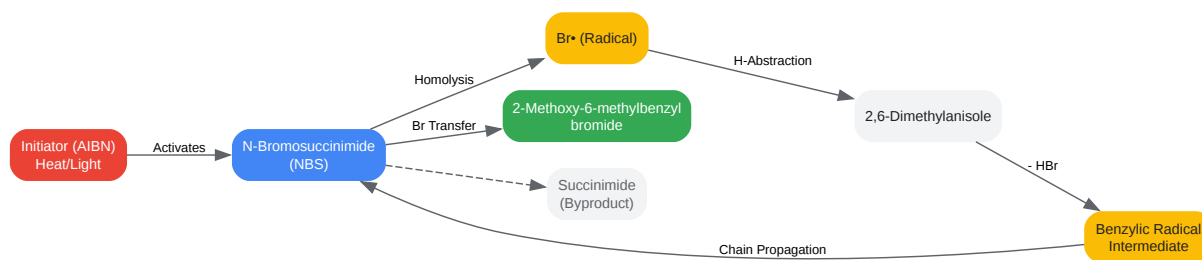 Br• (Radical)
H-Abstraction
Homolysis
2-Methoxy-6-methylbenzyl
bromide
2,6-Dimethylanisole
Br Transfer
Initiator (AIBN)
Heat/Light
Activates
N-Bromosuccinimide
(NBS)
- HBr
Succinimide
(Byproduct)
Benzylic Radical
Intermediate
Chain Propagation